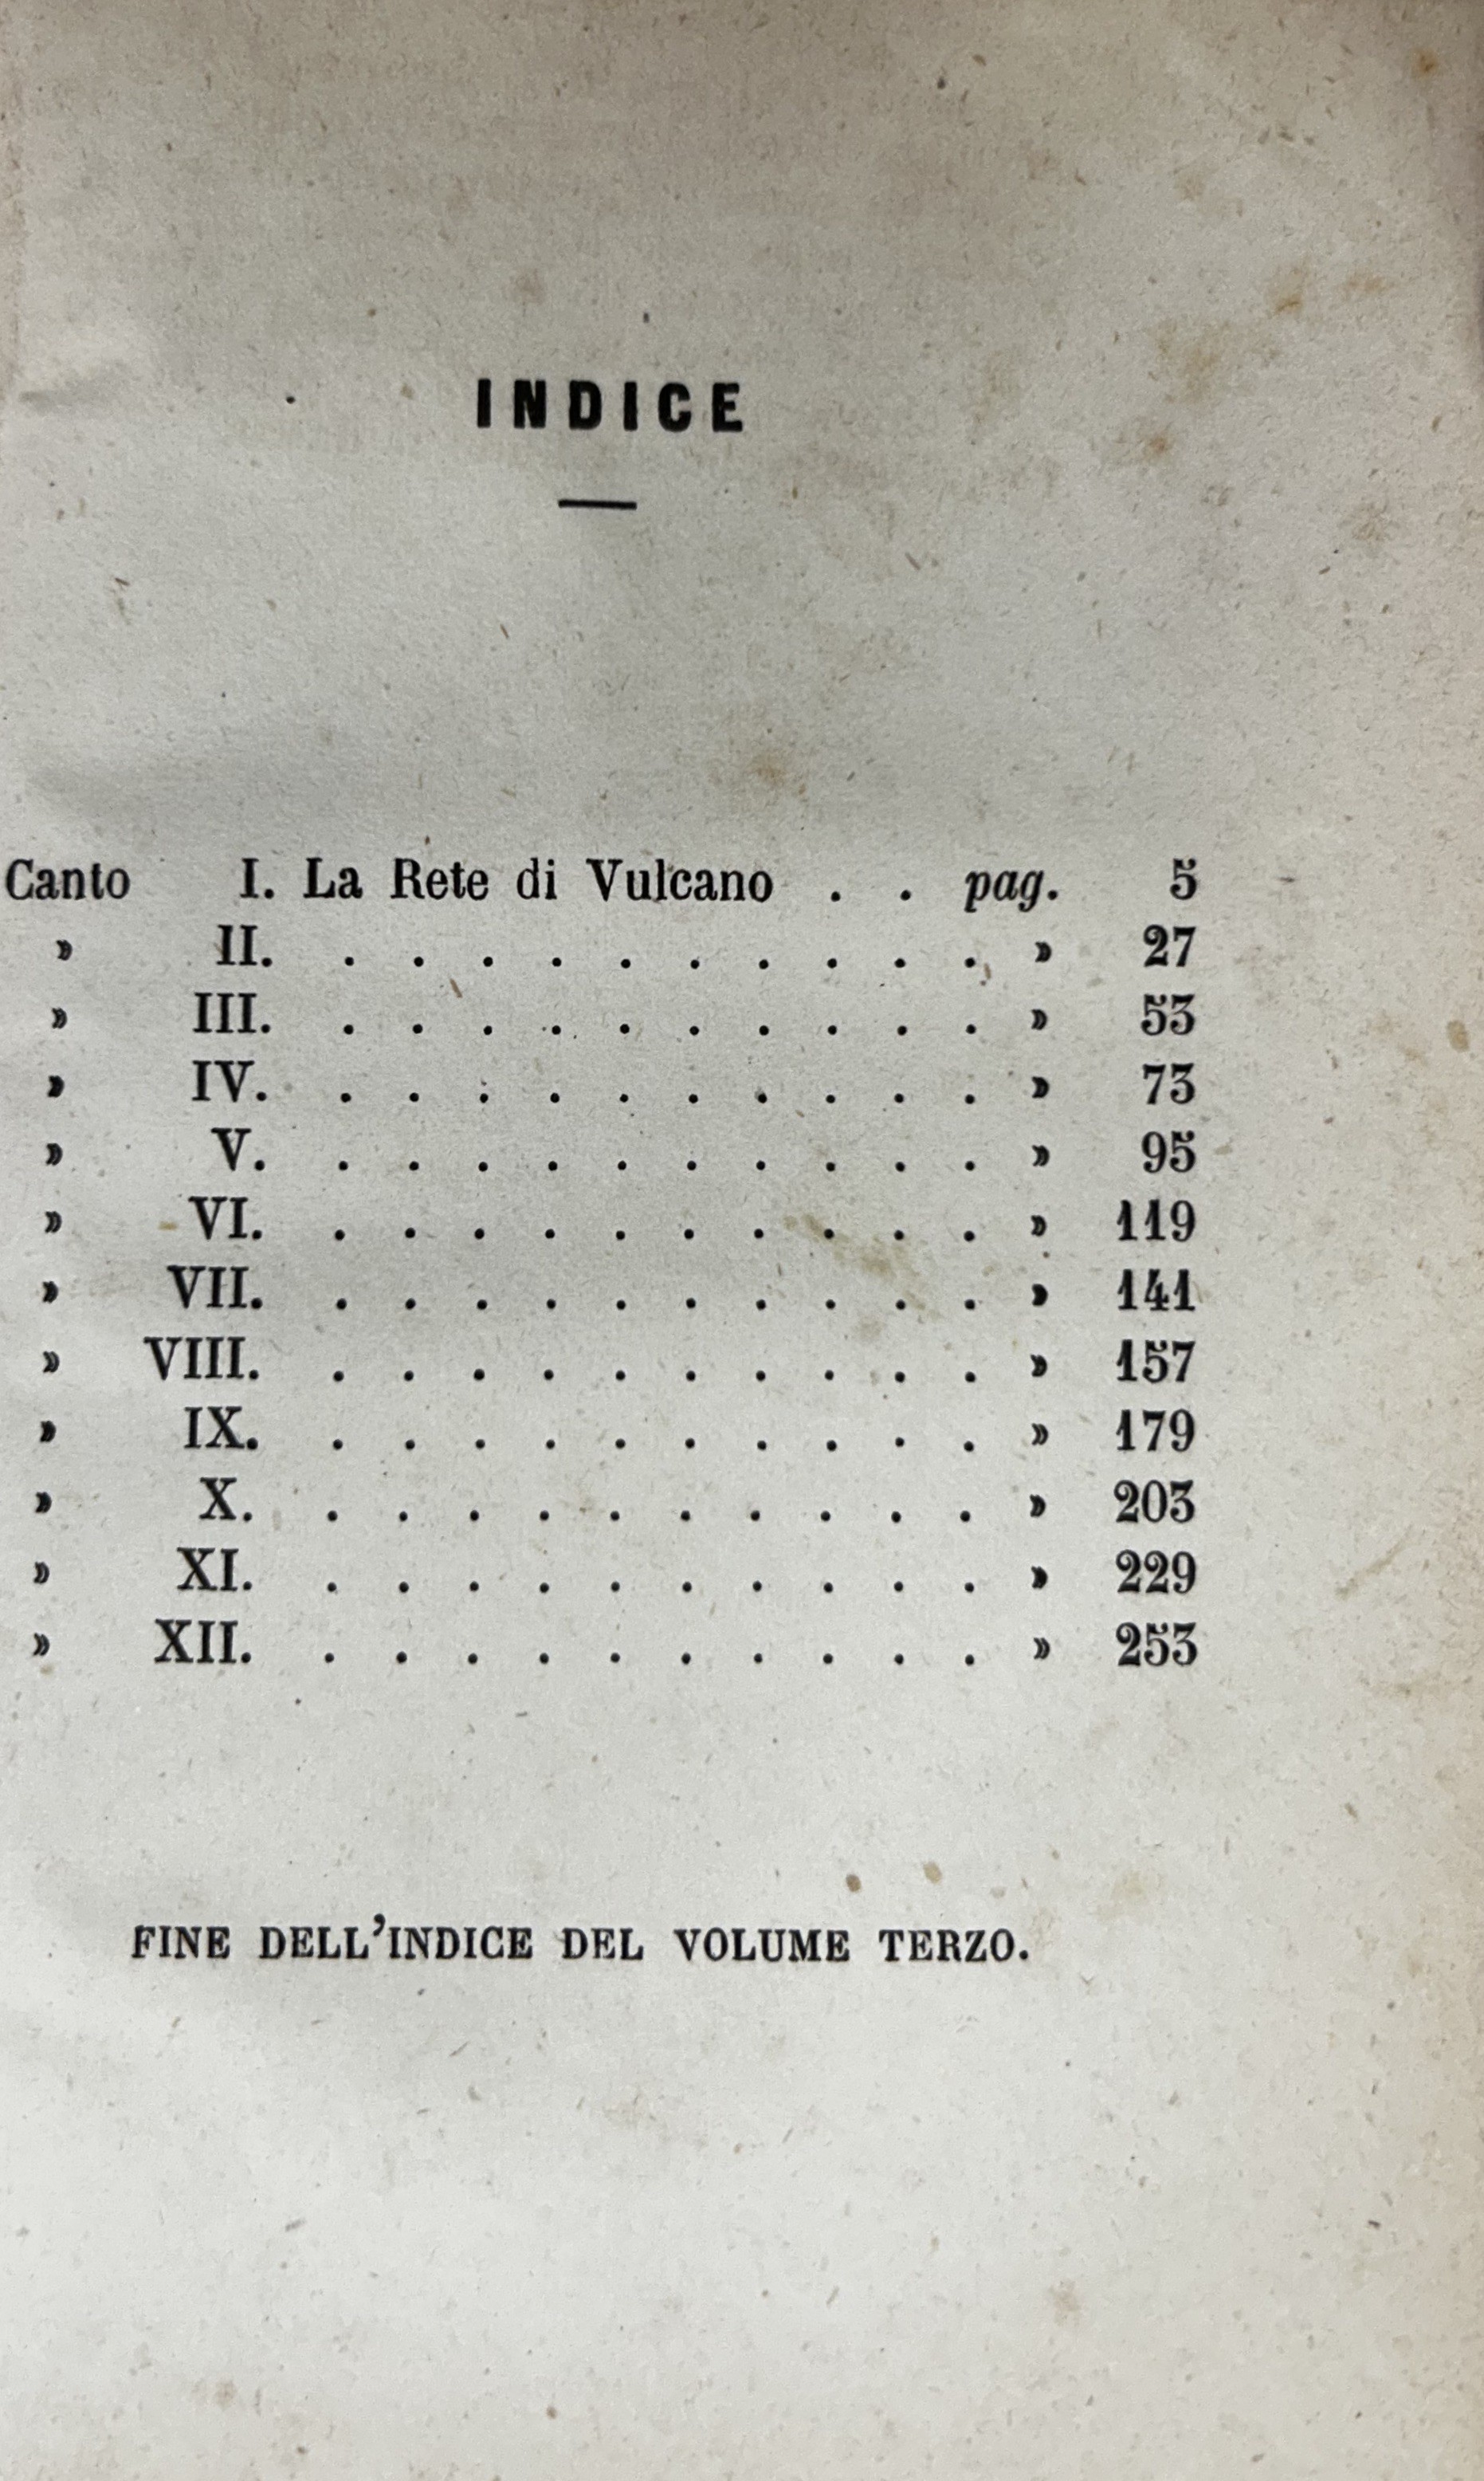 INDICE
Canto I. La Rete di Vulcano . . pag. 5
» II. . . . . . . . . . . » 27
» III. . . . . . . . . . . » 53
» IV. . . . . . . . . . . » 73
» V. . . . . . . . . . . » 95
» VI. . . . . . . . . . . » 119
» VII. . . . . . . . . . . » 141
» VIII. . . . . . . . . . . » 157
» IX. . . . . . . . . . . » 179
» X. . . . . . . . . . . » 203
» XI. . . . . . . . . . . » 229
» XII. . . . . . . . . . . » 253
FINE DELL'INDICE DEL VOLUME TERZO.